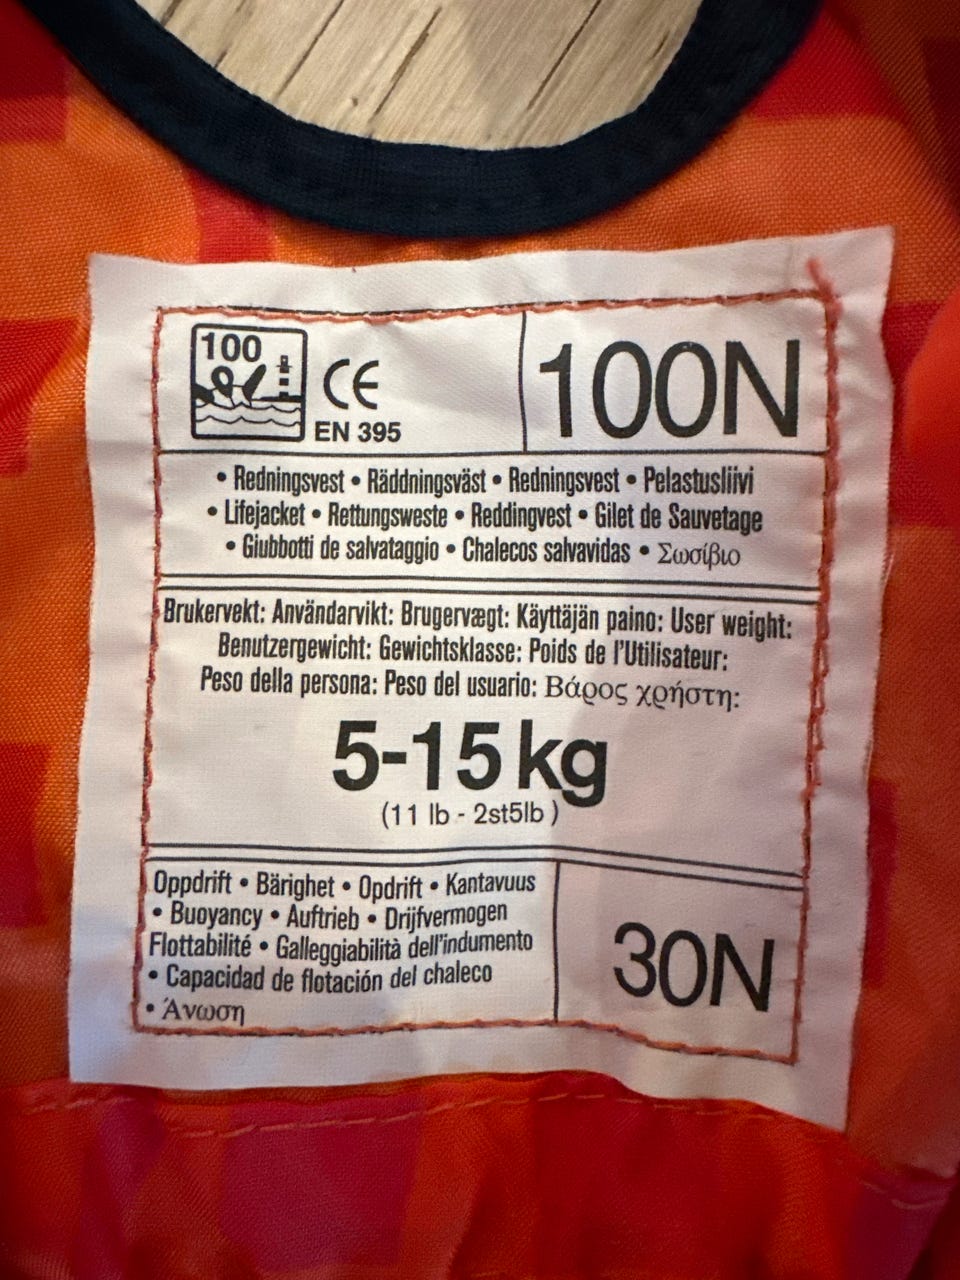 100
CE
EN 395
100N
• Redningsvest • Räddningsväst • Redningsvest • Pelastusliivi
• Lifejacket • Rettungsweste • Reddingvest • Gilet de Sauvetage
• Giubbotti de salvataggio • Chalecos salvavidas • Σωσίβιο
Brukervekt: Användarvikt: Brugervægt: Käyttäjän paino: User weight:
Benutzergewicht: Gewichtsklasse: Poids de l'Utilisateur:
Peso della persona: Peso del usuario: Βάρος χρήστη:
5-15 kg
(11 lb - 2st5lb )
Oppdrift • Bärighet • Opdrift • Kantavuus
• Buoyancy • Auftrieb • Drijfvermogen
Flottabilité • Galleggiabilità dell'indumento
• Capacidad de flotación del chaleco
• Άνωση
30N